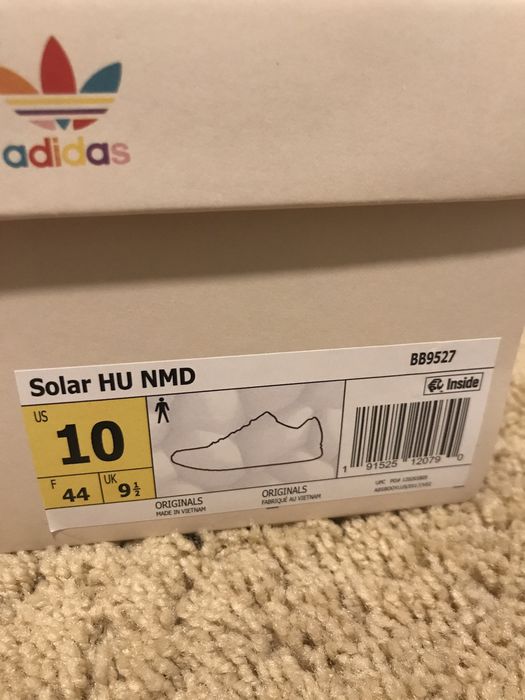 adidas
Solar HU NMD
BB9527
Inside
US
10
F
44
UK
9½
ORIGINALS
MADE IN VIETNAM
ORIGINALS
FABRIQUÉ AU VIETNAM
1 91525 12079 0